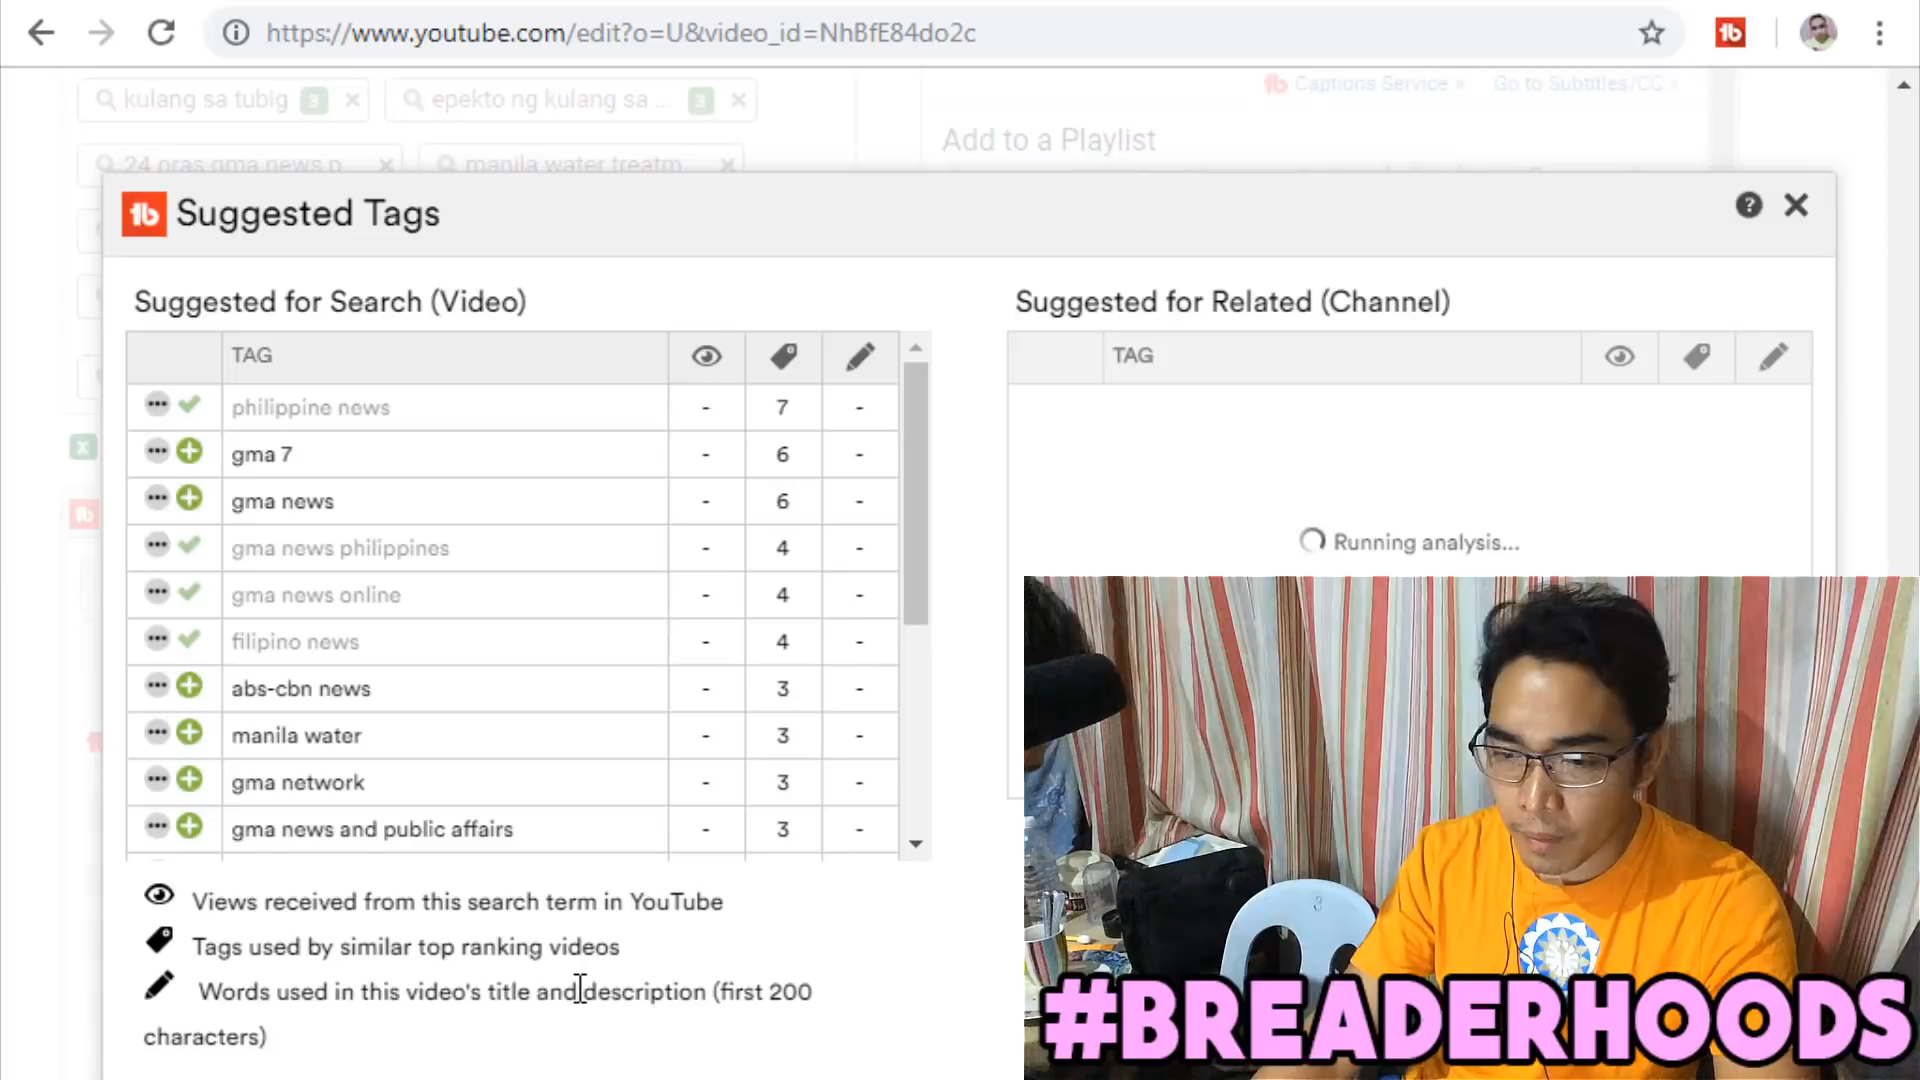 https://www.youtube.com/edit?o=U&video_id=NhBfE84do2c
kulang sa tubig 3
epekto ng kulang sa ... 3
Captions Service »
Go to Subtitles/CC »
24 oras gma news p
manila water treatm
Add to a Playlist
Suggested Tags
Suggested for Search (Video)
TAG
philippine news - 7 -
gma 7 - 6 -
gma news - 6 -
gma news philippines - 4 -
gma news online - 4 -
filipino news - 4 -
abs-cbn news - 3 -
manila water - 3 -
gma network - 3 -
gma news and public affairs - 3 -
Views received from this search term in YouTube
Tags used by similar top ranking videos
Words used in this video's title and description (first 200
characters)
Suggested for Related (Channel)
TAG
Running analysis...
#BREADERHOODS